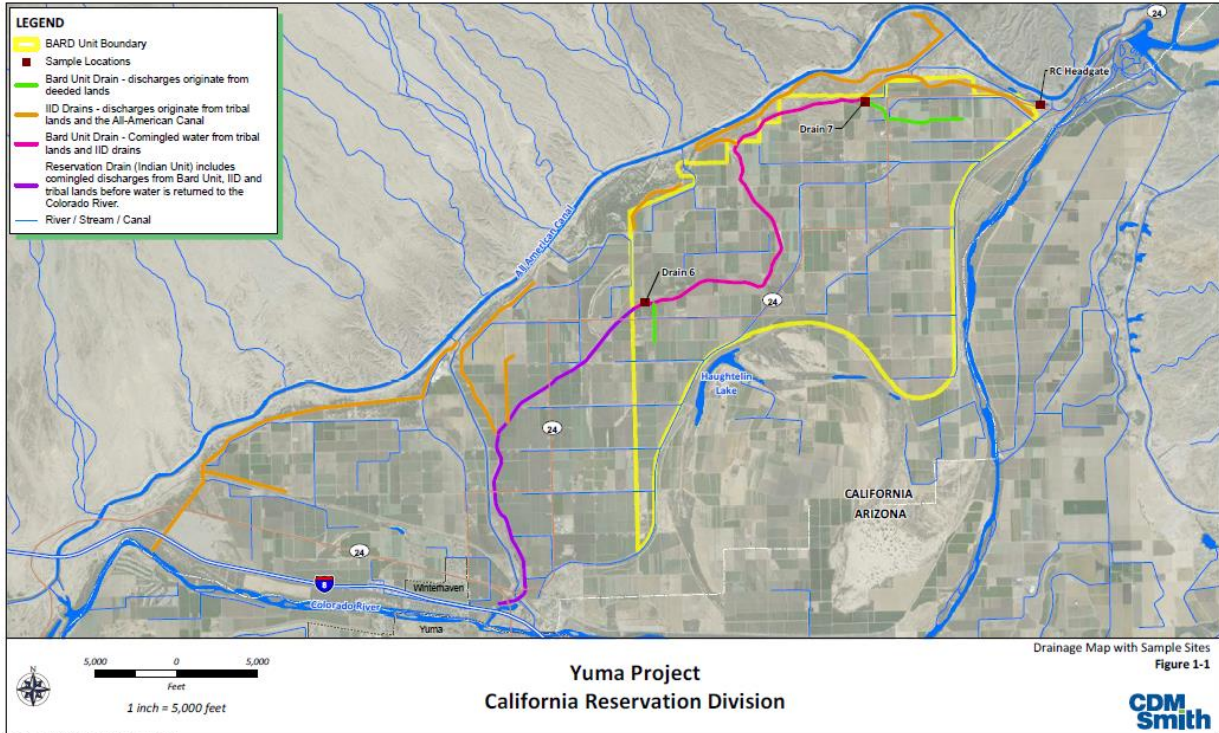 LEGEND
BARD Unit Boundary
Sample Locations
Bard Unit Drain - discharges originate from
deeded lands
IID Drains - discharges originate from tribal
lands and the All-American Canal
Bard Unit Drain - Comingled water from tribal
lands and IID drains
Reservation Drain (Indian Unit) includes
comingled discharges from Bard Unit, IID and
tribal lands before water is returned to the
Colorado River.
River / Stream / Canal
24
RC Headgate
Drain 7
All American Canal
Drain 6
24
Haughtelin
Lake
24
CALIFORNIA
ARIZONA
24
8
Winterhaven
Colorado River
Yuma
N
5,000 0 5,000
Feet
1 inch = 5,000 feet
Yuma Project
California Reservation Division
Drainage Map with Sample Sites
Figure 1-1
CDM
Smith